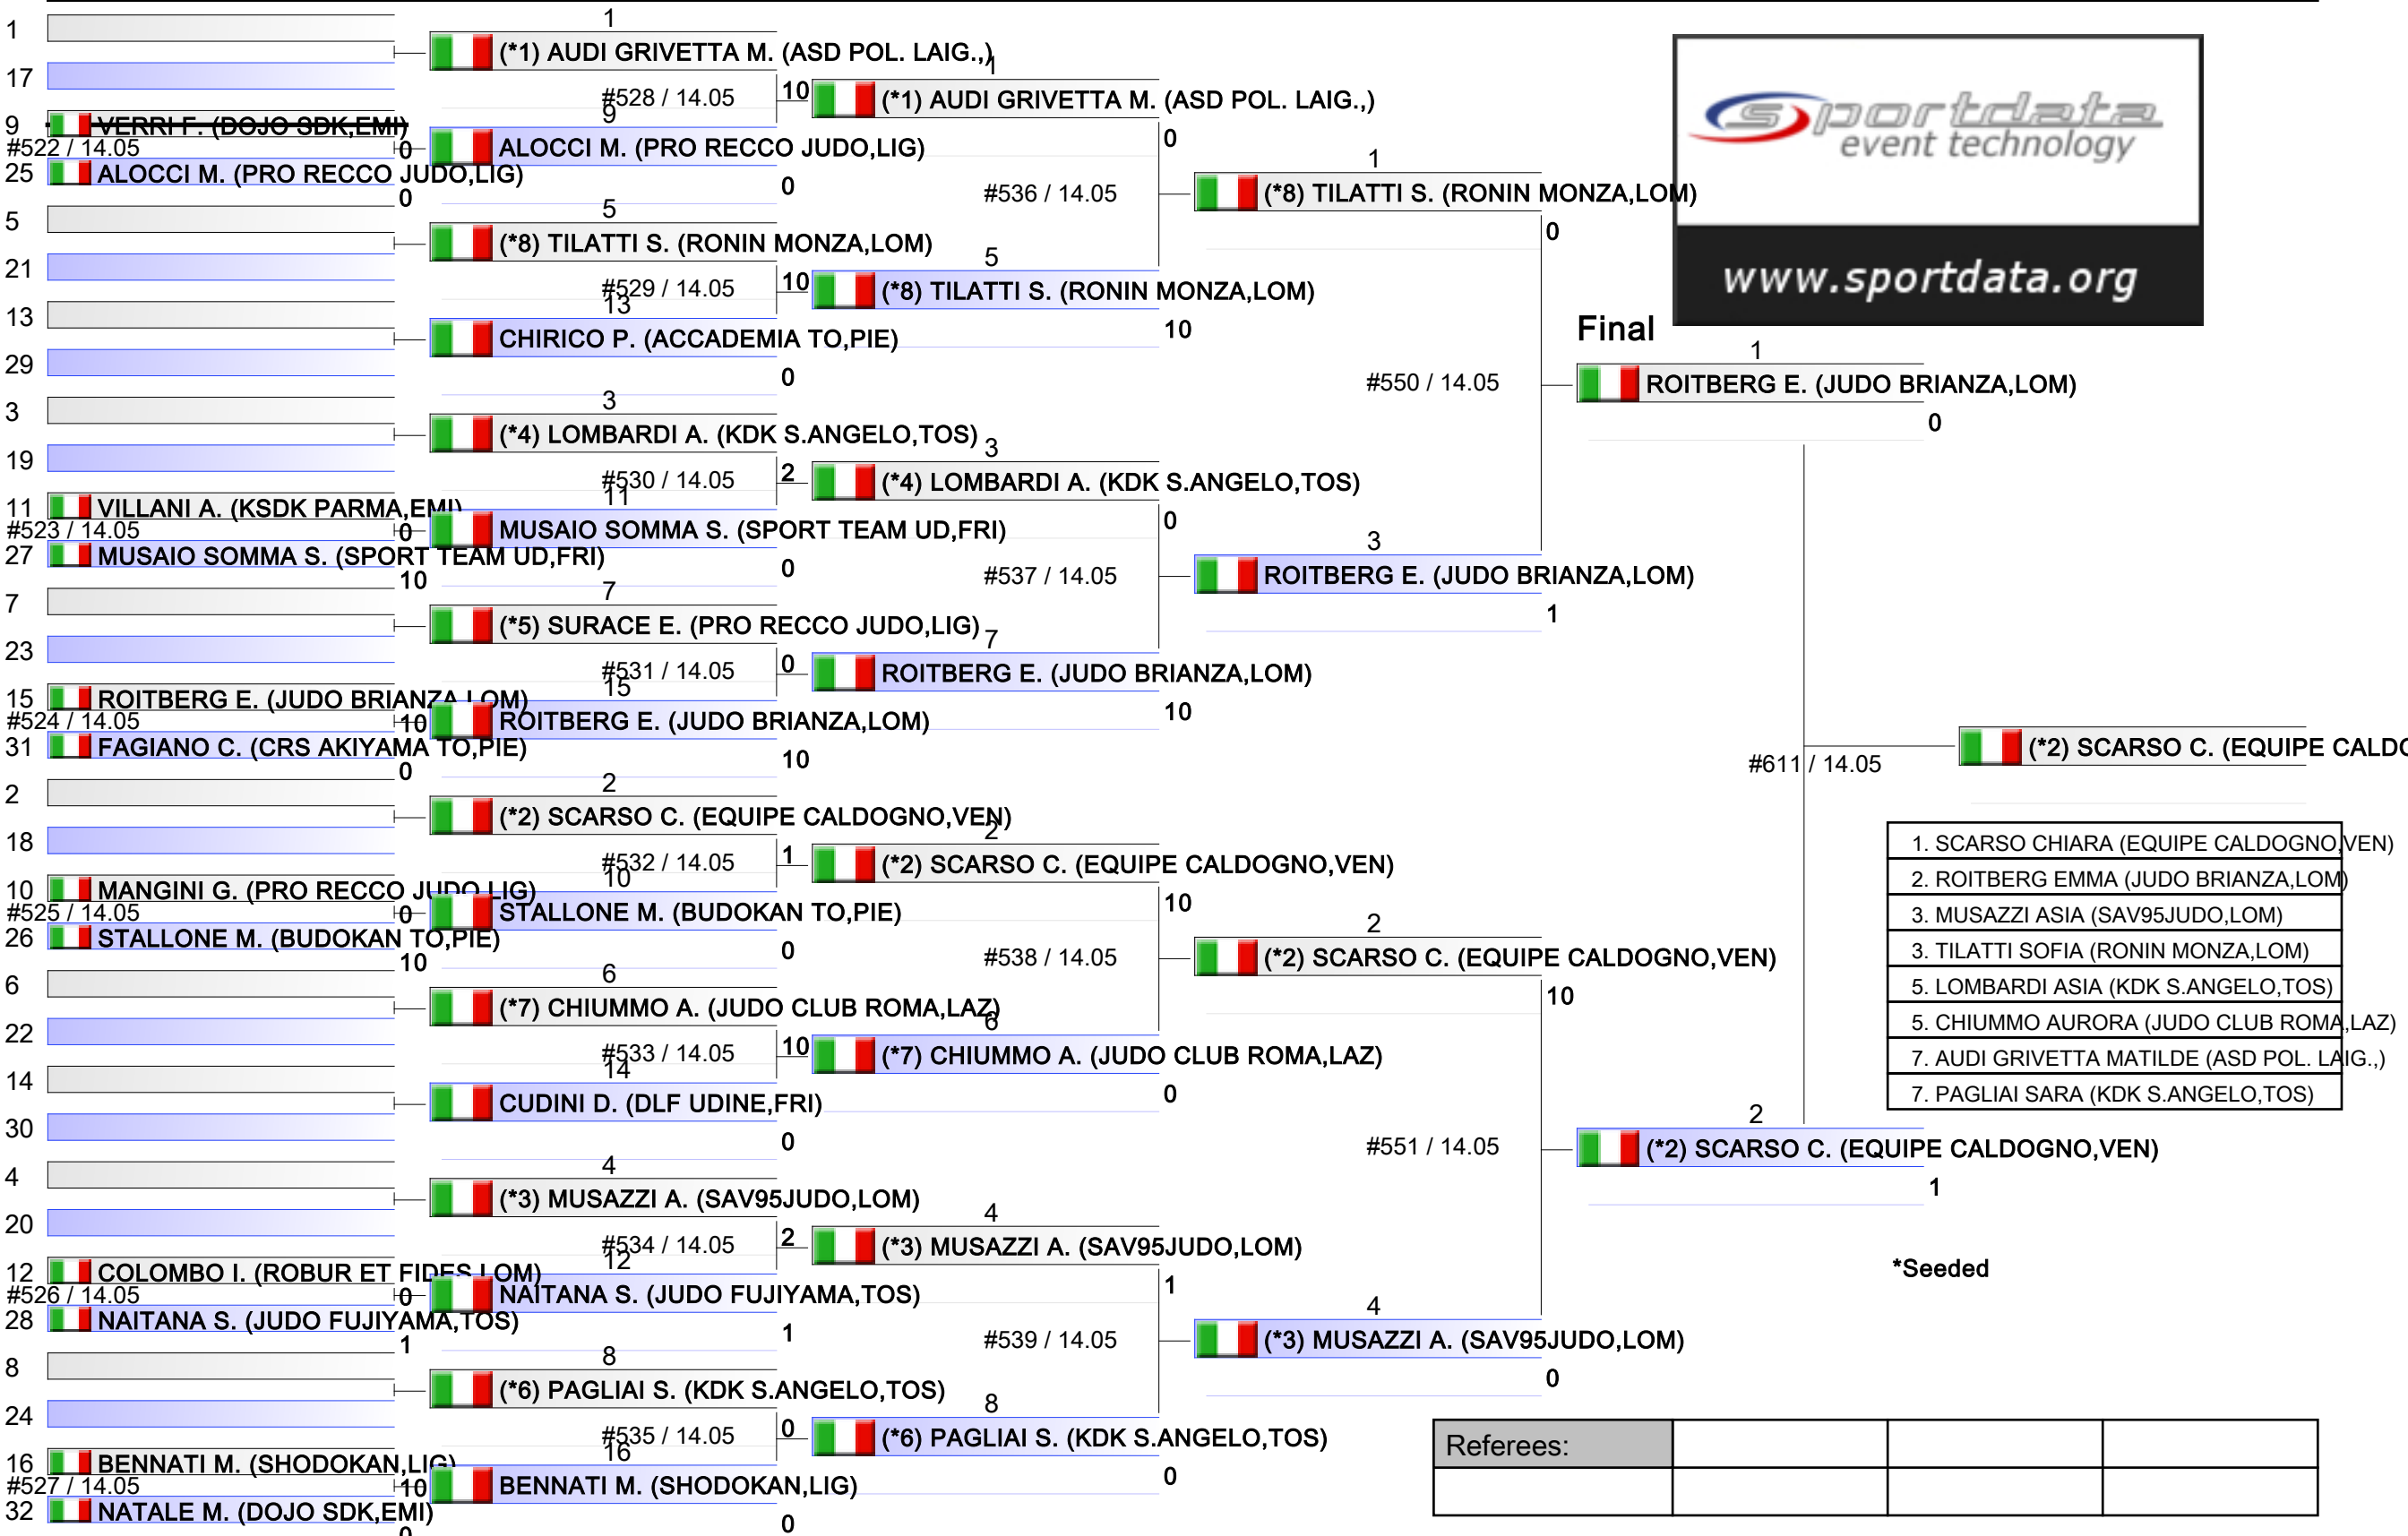 1
17
9 VERRI F. (DOJO SDK,EMI)
#522 / 14.05
0
25 ALOCCI M. (PRO RECCO JUDO,LIG)
0
5
21
13
29
3
19
11 VILLANI A. (KSDK PARMA,EMI)
#523 / 14.05
0
27 MUSAIO SOMMA S. (SPORT TEAM UD,FRI)
10
7
23
15 ROITBERG E. (JUDO BRIANZA,LOM)
#524 / 14.05
10
31 FAGIANO C. (CRS AKIYAMA TO,PIE)
0
2
18
10 MANGINI G. (PRO RECCO JUDO,LIG)
#525 / 14.05
0
26 STALLONE M. (BUDOKAN TO,PIE)
10
6
22
14
30
4
20
12 COLOMBO I. (ROBUR ET FIDES,LOM)
#526 / 14.05
0
28 NAITANA S. (JUDO FUJIYAMA,TOS)
1
8
24
16 BENNATI M. (SHODOKAN,LIG)
#527 / 14.05
10
32 NATALE M. (DOJO SDK,EMI)
0
1
(*1) AUDI GRIVETTA M. (ASD POL. LAIG.,)
#528 / 14.05
10
9
ALOCCI M. (PRO RECCO JUDO,LIG)
0
5
(*8) TILATTI S. (RONIN MONZA,LOM)
#529 / 14.05
10
13
CHIRICO P. (ACCADEMIA TO,PIE)
0
3
(*4) LOMBARDI A. (KDK S.ANGELO,TOS)
#530 / 14.05
2
11
MUSAIO SOMMA S. (SPORT TEAM UD,FRI)
0
7
(*5) SURACE E. (PRO RECCO JUDO,LIG)
#531 / 14.05
0
15
ROITBERG E. (JUDO BRIANZA,LOM)
10
2
(*2) SCARSO C. (EQUIPE CALDOGNO,VEN)
#532 / 14.05
1
10
STALLONE M. (BUDOKAN TO,PIE)
0
6
(*7) CHIUMMO A. (JUDO CLUB ROMA,LAZ)
#533 / 14.05
10
14
CUDINI D. (DLF UDINE,FRI)
0
4
(*3) MUSAZZI A. (SAV95JUDO,LOM)
#534 / 14.05
2
12
NAITANA S. (JUDO FUJIYAMA,TOS)
1
8
(*6) PAGLIAI S. (KDK S.ANGELO,TOS)
#535 / 14.05
0
16
BENNATI M. (SHODOKAN,LIG)
0
1
(*1) AUDI GRIVETTA M. (ASD POL. LAIG.,)
0
#536 / 14.05
5
(*8) TILATTI S. (RONIN MONZA,LOM)
10
3
(*4) LOMBARDI A. (KDK S.ANGELO,TOS)
0
#537 / 14.05
7
ROITBERG E. (JUDO BRIANZA,LOM)
10
2
(*2) SCARSO C. (EQUIPE CALDOGNO,VEN)
10
#538 / 14.05
6
(*7) CHIUMMO A. (JUDO CLUB ROMA,LAZ)
0
4
(*3) MUSAZZI A. (SAV95JUDO,LOM)
1
#539 / 14.05
8
(*6) PAGLIAI S. (KDK S.ANGELO,TOS)
0
1
(*8) TILATTI S. (RONIN MONZA,LOM)
0
#550 / 14.05
3
ROITBERG E. (JUDO BRIANZA,LOM)
1
2
(*2) SCARSO C. (EQUIPE CALDOGNO,VEN)
10
#551 / 14.05
4
(*3) MUSAZZI A. (SAV95JUDO,LOM)
0
sportdata
event technology
www.sportdata.org
Final
1
ROITBERG E. (JUDO BRIANZA,LOM)
0
#611 / 14.05
2
(*2) SCARSO C. (EQUIPE CALDOGNO,VEN)
1
(*2) SCARSO C. (EQUIPE CALDO
1. SCARSO CHIARA (EQUIPE CALDOGNO,VEN)
2. ROITBERG EMMA (JUDO BRIANZA,LOM)
3. MUSAZZI ASIA (SAV95JUDO,LOM)
3. TILATTI SOFIA (RONIN MONZA,LOM)
5. LOMBARDI ASIA (KDK S.ANGELO,TOS)
5. CHIUMMO AURORA (JUDO CLUB ROMA,LAZ)
7. AUDI GRIVETTA MATILDE (ASD POL. LAIG.,)
7. PAGLIAI SARA (KDK S.ANGELO,TOS)
*Seeded
Referees: